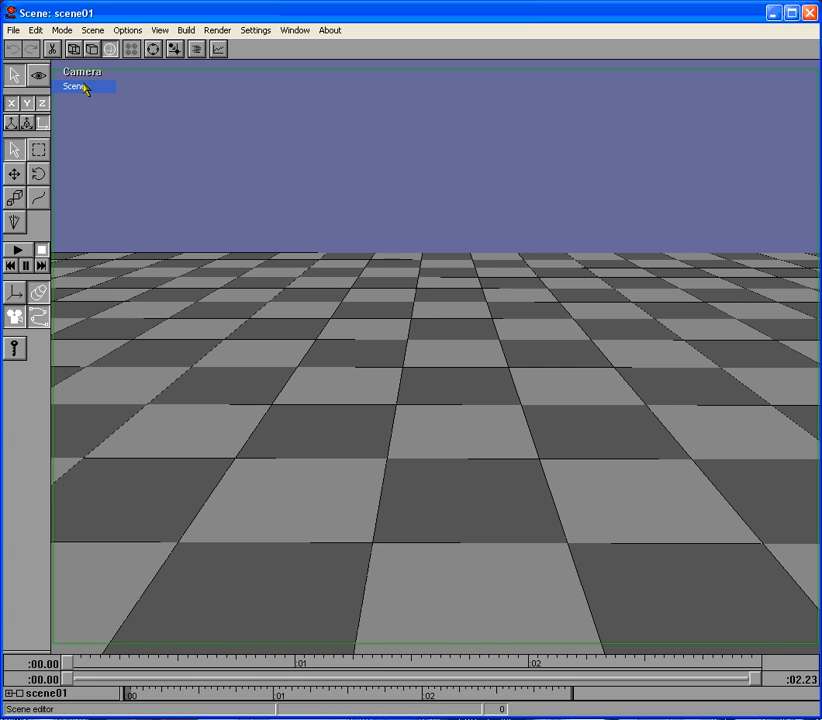 Scene: scene01
File Edit Mode Scene Options View Build Render Settings Window About
Camera
Scene
X Y Z
:00.00 :01 :02
:00.00 :02.23
scene01 :00 :01 :02
Scene editor 0